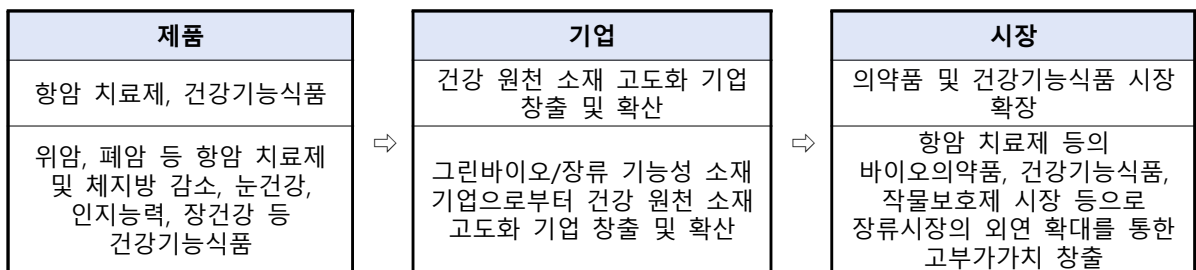 제품
항암 치료제, 건강기능식품
위암, 폐암 등 항암 치료제
및 체지방 감소, 눈건강,
인지능력, 장건강 등
건강기능식품
⇨
기업
건강 원천 소재 고도화 기업
창출 및 확산
그린바이오/장류 기능성 소재
기업으로부터 건강 원천 소재
고도화 기업 창출 및 확산
⇨
시장
의약품 및 건강기능식품 시장
확장
항암 치료제 등의
바이오의약품, 건강기능식품,
작물보호제 시장 등으로
장류시장의 외연 확대를 통한
고부가가치 창출